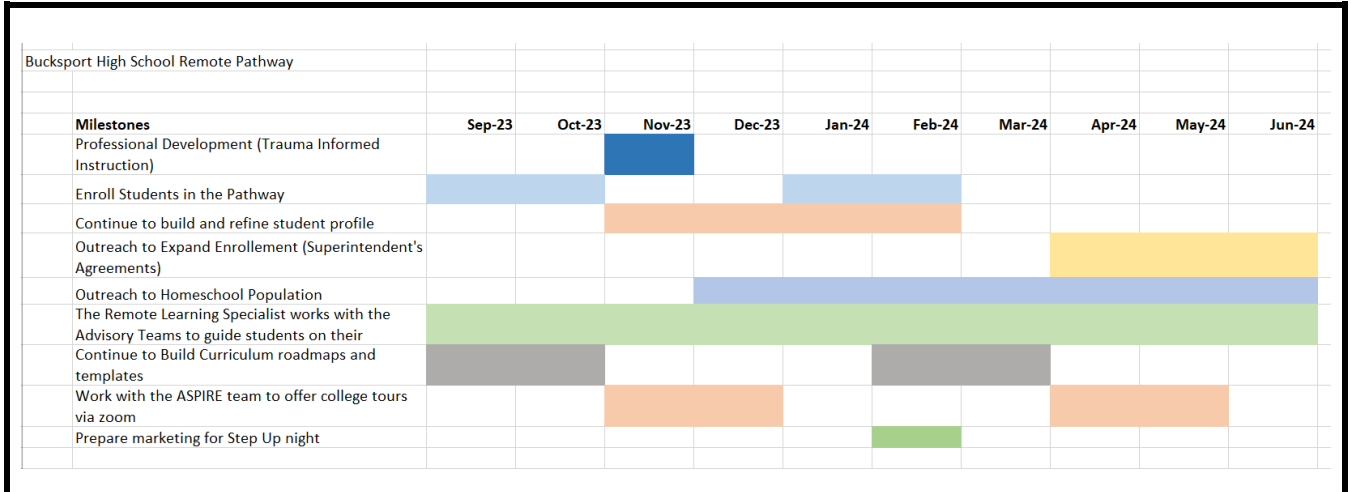 Bucksport High School Remote Pathway
Milestones Sep-23 Oct-23 Nov-23 Dec-23 Jan-24 Feb-24 Mar-24 Apr-24 May-24 Jun-24
Professional Development (Trauma Informed
Instruction)
Enroll Students in the Pathway
Continue to build and refine student profile
Outreach to Expand Enrollement (Superintendent's
Agreements)
Outreach to Homeschool Population
The Remote Learning Specialist works with the
Advisory Teams to guide students on their
Continue to Build Curriculum roadmaps and
templates
Work with the ASPIRE team to offer college tours
via zoom
Prepare marketing for Step Up night